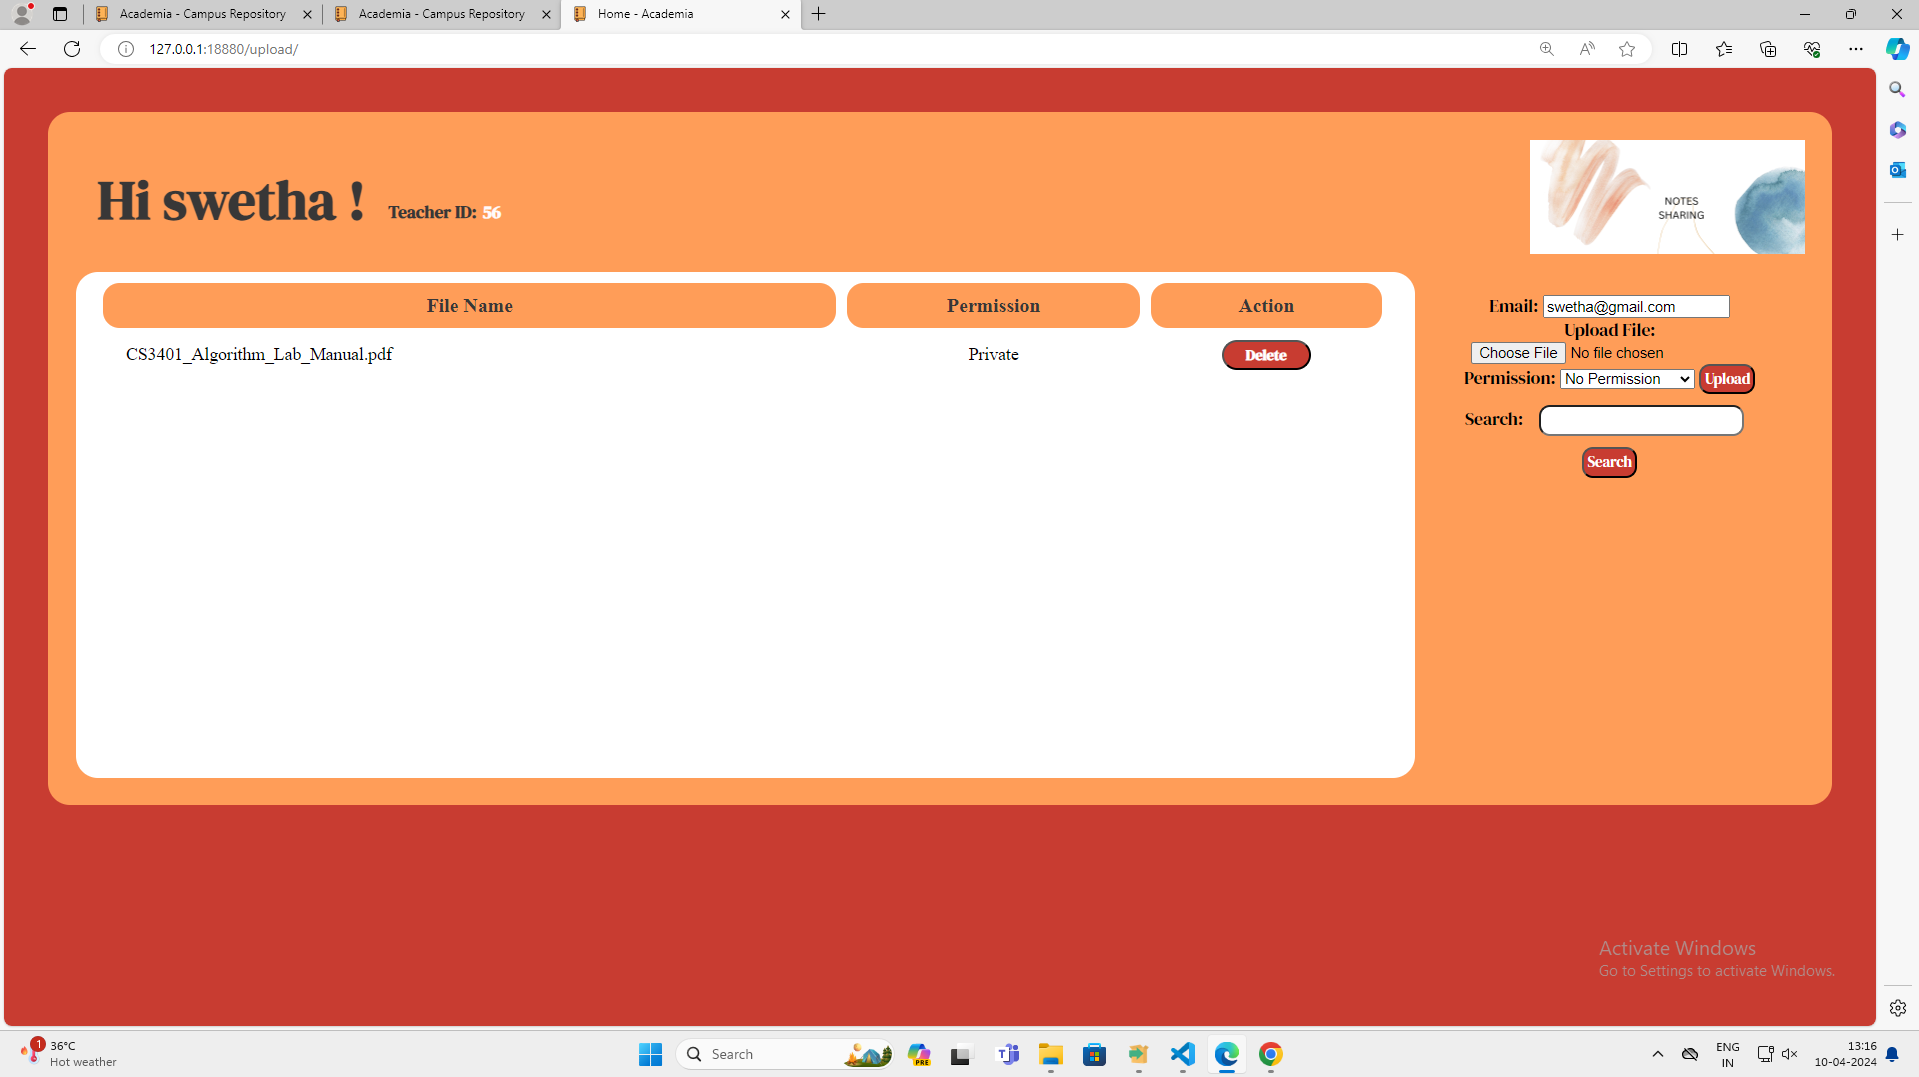 Academia - Campus Repository
Academia - Campus Repository
Home - Academia
127.0.0.1:18880/upload/
Hi swetha !
Teacher ID: 56
NOTES
SHARING
File Name
Permission
Action
CS3401_Algorithm_Lab_Manual.pdf
Private
Delete
Email: swetha@gmail.com
Upload File:
Choose File No file chosen
Permission: No Permission Upload
Search:
Search
Activate Windows
Go to Settings to activate Windows.
1
36°C
Hot weather
Search
PRE
ENG
IN
13:16
10-04-2024